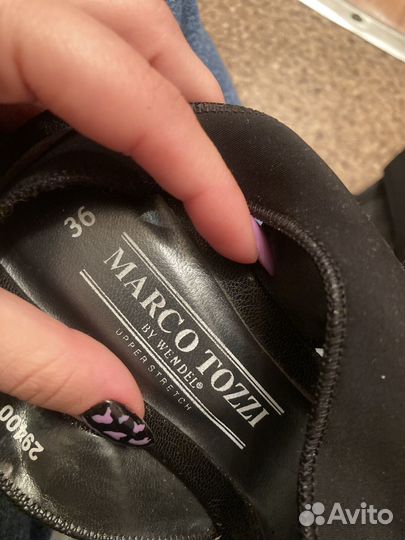 36
MARCO TOZZI
BY WENDEL®
UPPER STRETCH
Avito